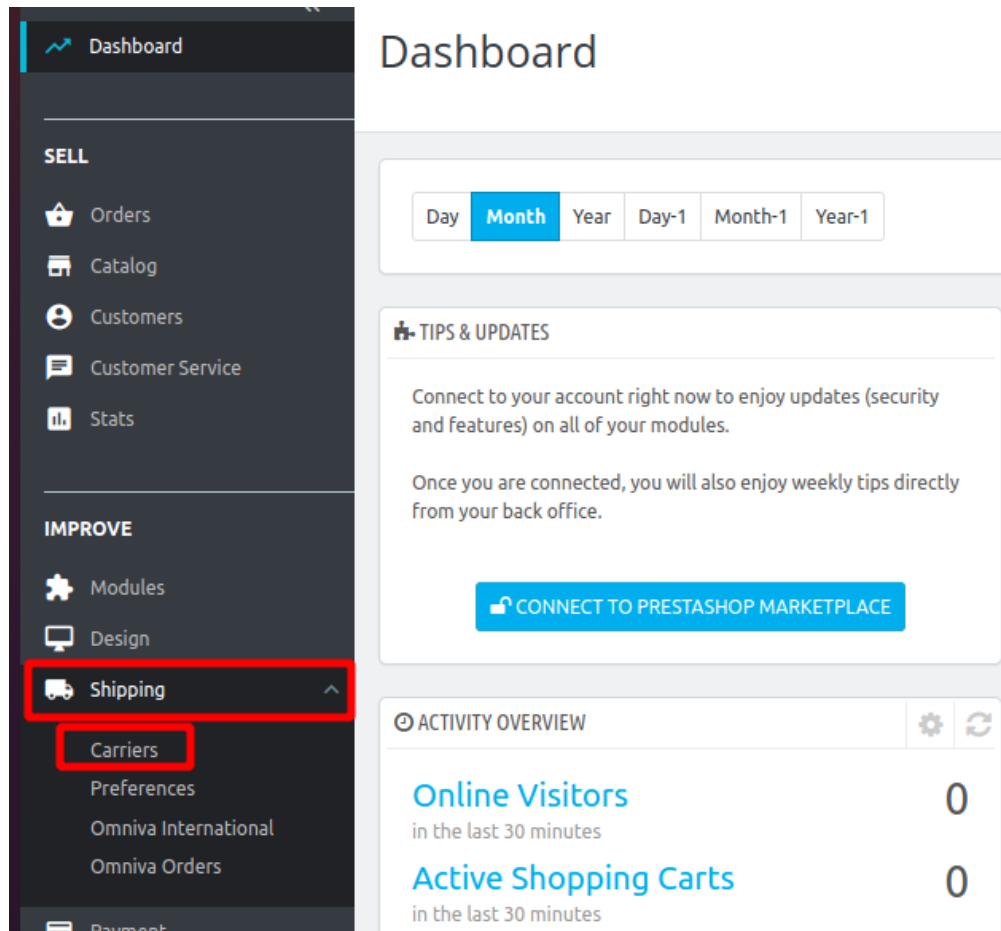 Dashboard
SELL
Orders
Catalog
Customers
Customer Service
Stats
IMPROVE
Modules
Design
Shipping
Carriers
Preferences
Omniva International
Omniva Orders
Payment
Dashboard
Day Month Year Day-1 Month-1 Year-1
TIPS & UPDATES
Connect to your account right now to enjoy updates (security
and features) on all of your modules.
Once you are connected, you will also enjoy weekly tips directly
from your back office.
CONNECT TO PRESTASHOP MARKETPLACE
ACTIVITY OVERVIEW
Online Visitors 0
in the last 30 minutes
Active Shopping Carts 0
in the last 30 minutes